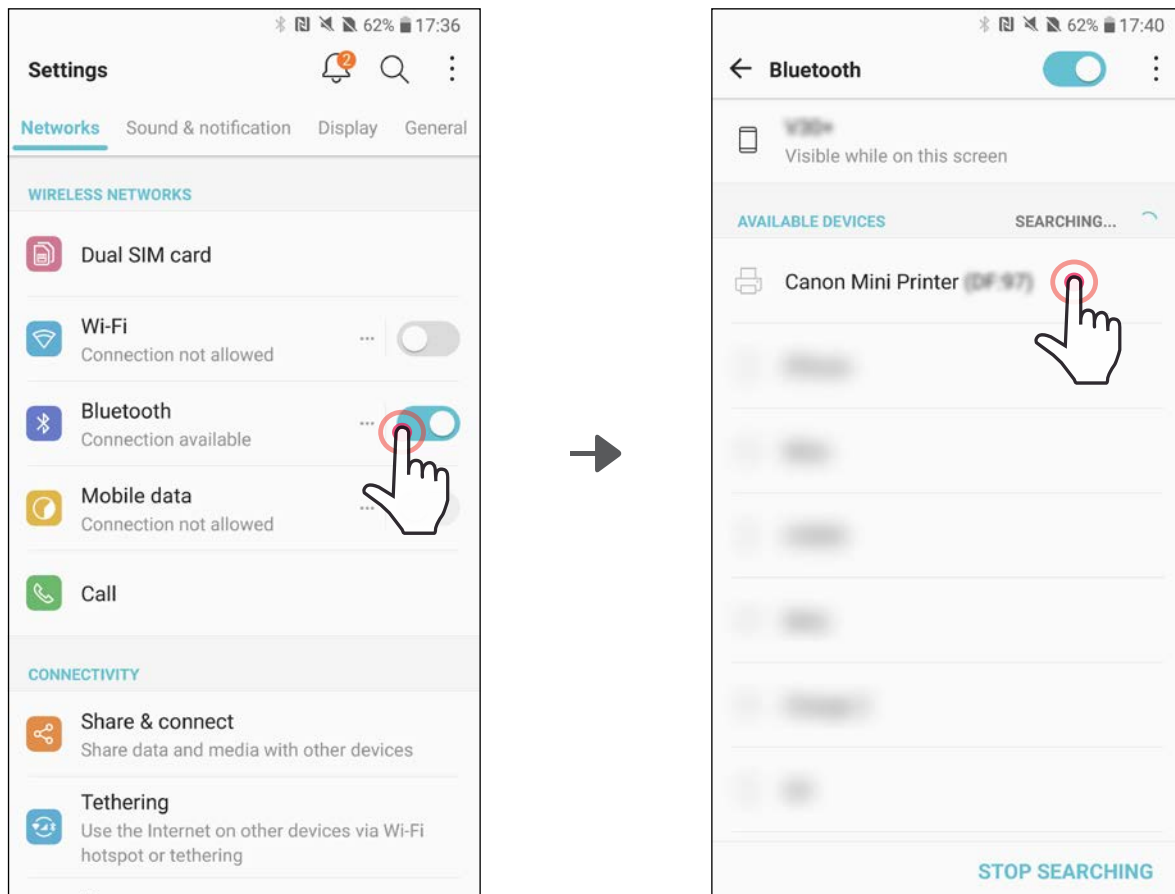 62% 17:36
Settings
2
Networks Sound & notification Display General
WIRELESS NETWORKS
Dual SIM card
Wi-Fi
Connection not allowed
Bluetooth
Connection available
Mobile data
Connection not allowed
Call
CONNECTIVITY
Share & connect
Share data and media with other devices
Tethering
Use the Internet on other devices via Wi-Fi
hotspot or tethering
62% 17:40
Bluetooth
Visible while on this screen
AVAILABLE DEVICES SEARCHING...
Canon Mini Printer
STOP SEARCHING